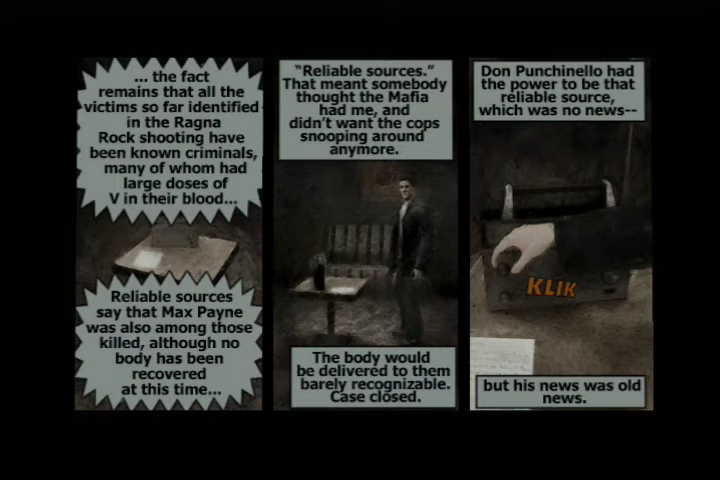 ... the fact
remains that all the
victims so far identified
in the Ragna
Rock shooting have
been known criminals,
many of whom had
large doses of
V in their blood...
Reliable sources
say that Max Payne
was also among those
killed, although no
body has been
recovered
at this time...
“Reliable sources.”
That meant somebody
thought the Mafia
had me, and
didn’t want the cops
snooping around
anymore.
The body would
be delivered to them
barely recognizable.
Case closed.
Don Punchinello had
the power to be that
reliable source,
which was no news--
KLIK
but his news was old
news.